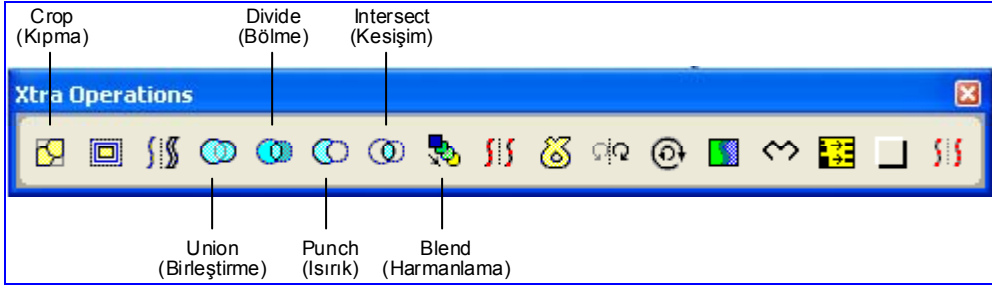 Crop
(Kıpma)
Divide
(Bölme)
Intersect
(Kesişim)
Xtra Operations
Union
(Birleştirme)
Punch
(Isırık)
Blend
(Harmanlama)